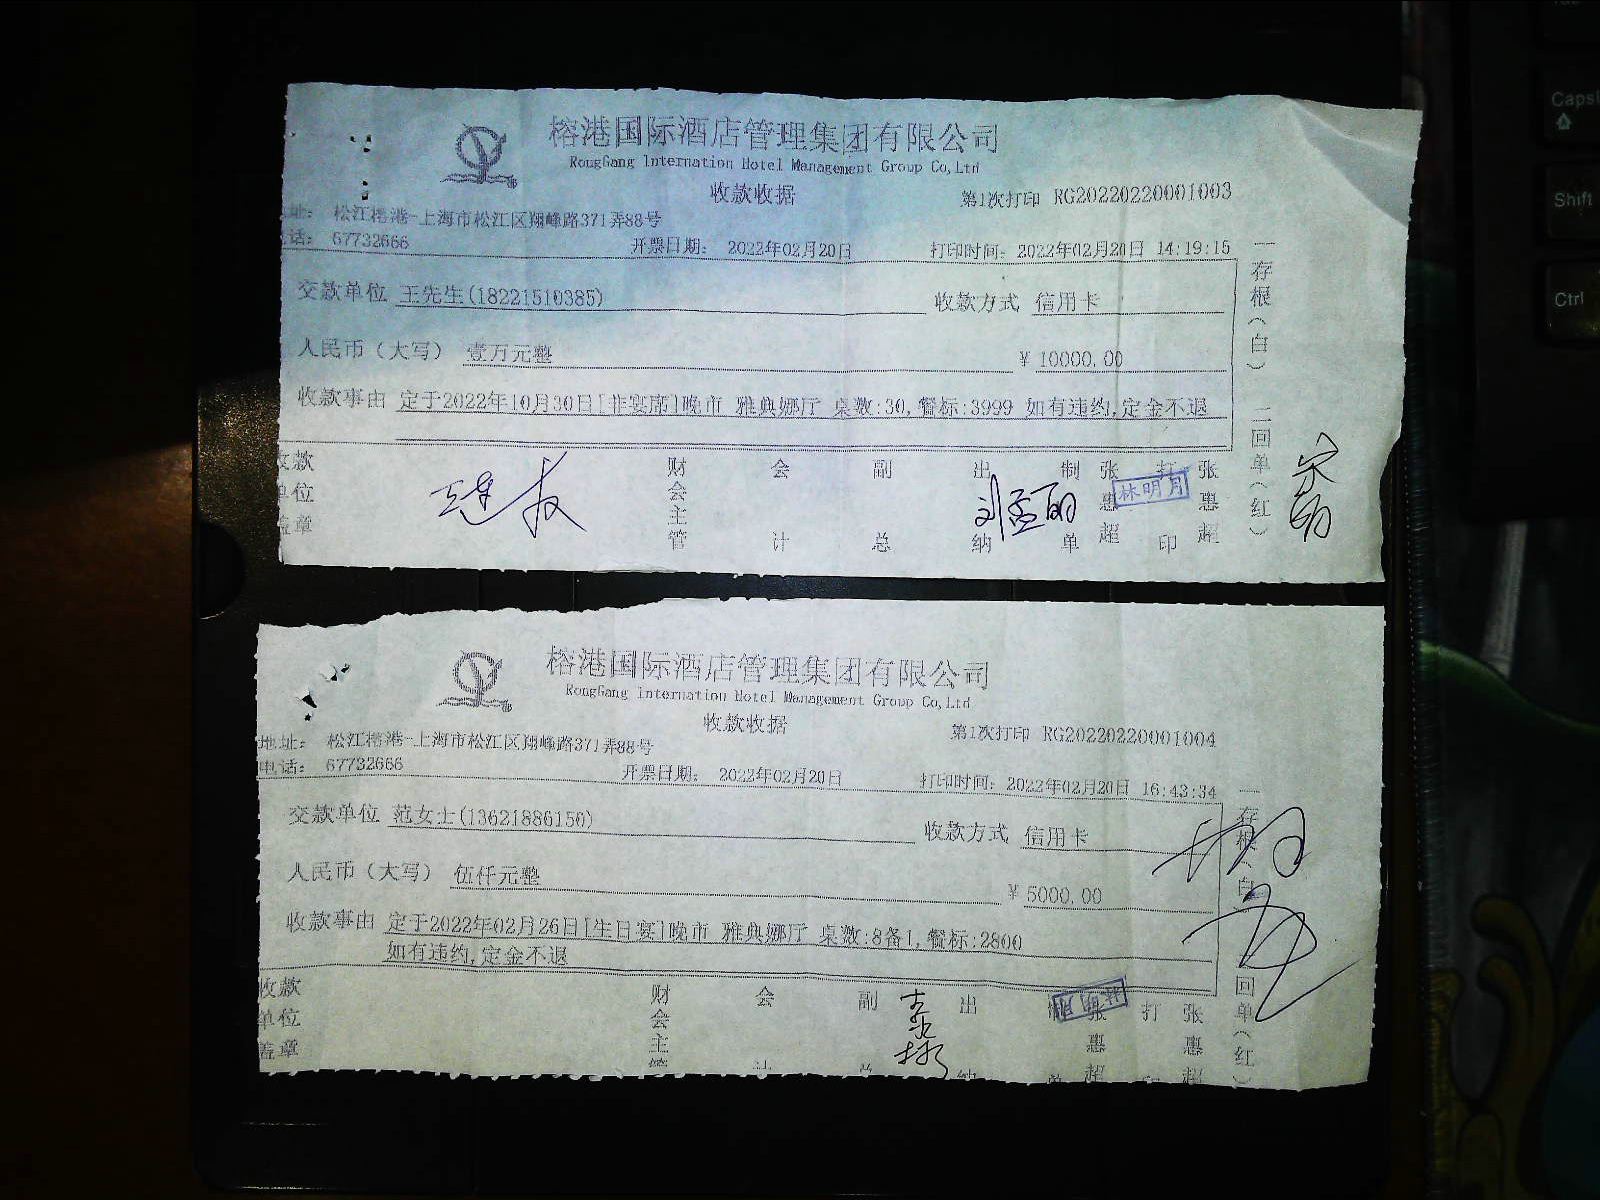 榕港国际酒店管理集团有限公司
RongGang Internation Hotel Management Group Co,Ltd
收款收据
第1次打印 RG20220220001003
址: 松江榕港-上海市松江区翔峰路371弄88号
话: 67732666
开票日期: 2022年02月20日
打印时间: 2022年02月20日 14:19:15
交款单位 王先生(18221510385)
收款方式 信用卡
人民币（大写） 壹万元整
¥ 10000.00
收款事由 定于2022年10月30日[非宴席]晚市 雅典娜厅 桌数:30,餐标:3999 如有违约,定金不退
收款单位盖章
财会主管
会计
副总
出纳
刘孟丽
制单
张惠超
林明月
打印
张惠超
一存根（白） 二回单（红）
榕港国际酒店管理集团有限公司
RongGang Internation Hotel Management Group Co,Ltd
收款收据
第1次打印 RG20220220001004
地址: 松江榕港-上海市松江区翔峰路371弄88号
电话: 67732666
开票日期: 2022年02月20日
打印时间: 2022年02月20日 16:43:34
交款单位 范女士(13621886150)
收款方式 信用卡
人民币（大写） 伍仟元整
¥ 5000.00
收款事由 定于2022年02月26日[生日宴]晚市 雅典娜厅 桌数:8备1,餐标:2800
如有违约,定金不退
收款单位盖章
财会主管
会计
副总
出纳
制单
张惠超
林明月
打印
张惠超
一存根（白） 回单（红）